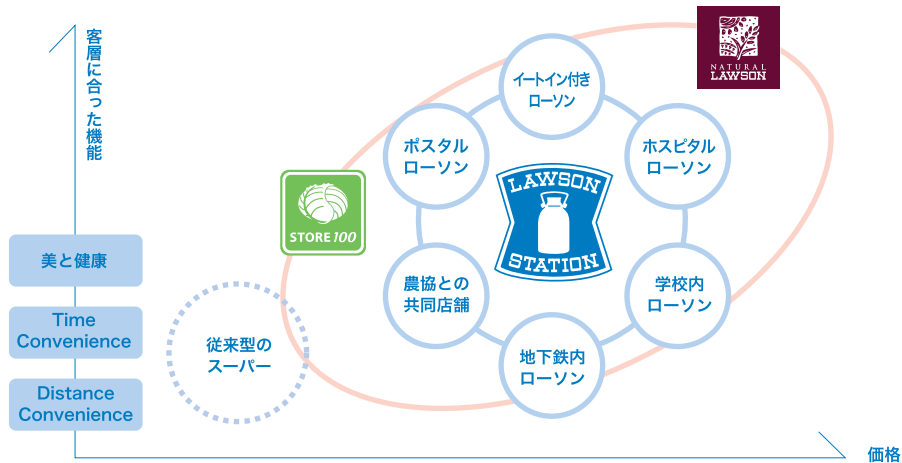 客層に合った機能
NATURAL
LAWSON
イートイン付き
ローソン
ポスタル
ローソン
ホスピタル
ローソン
LAWSON
STATION
STORE100
美と健康
農協との
共同店舗
学校内
ローソン
Time
Convenience
従来型の
スーパー
地下鉄内
ローソン
Distance
Convenience
価格